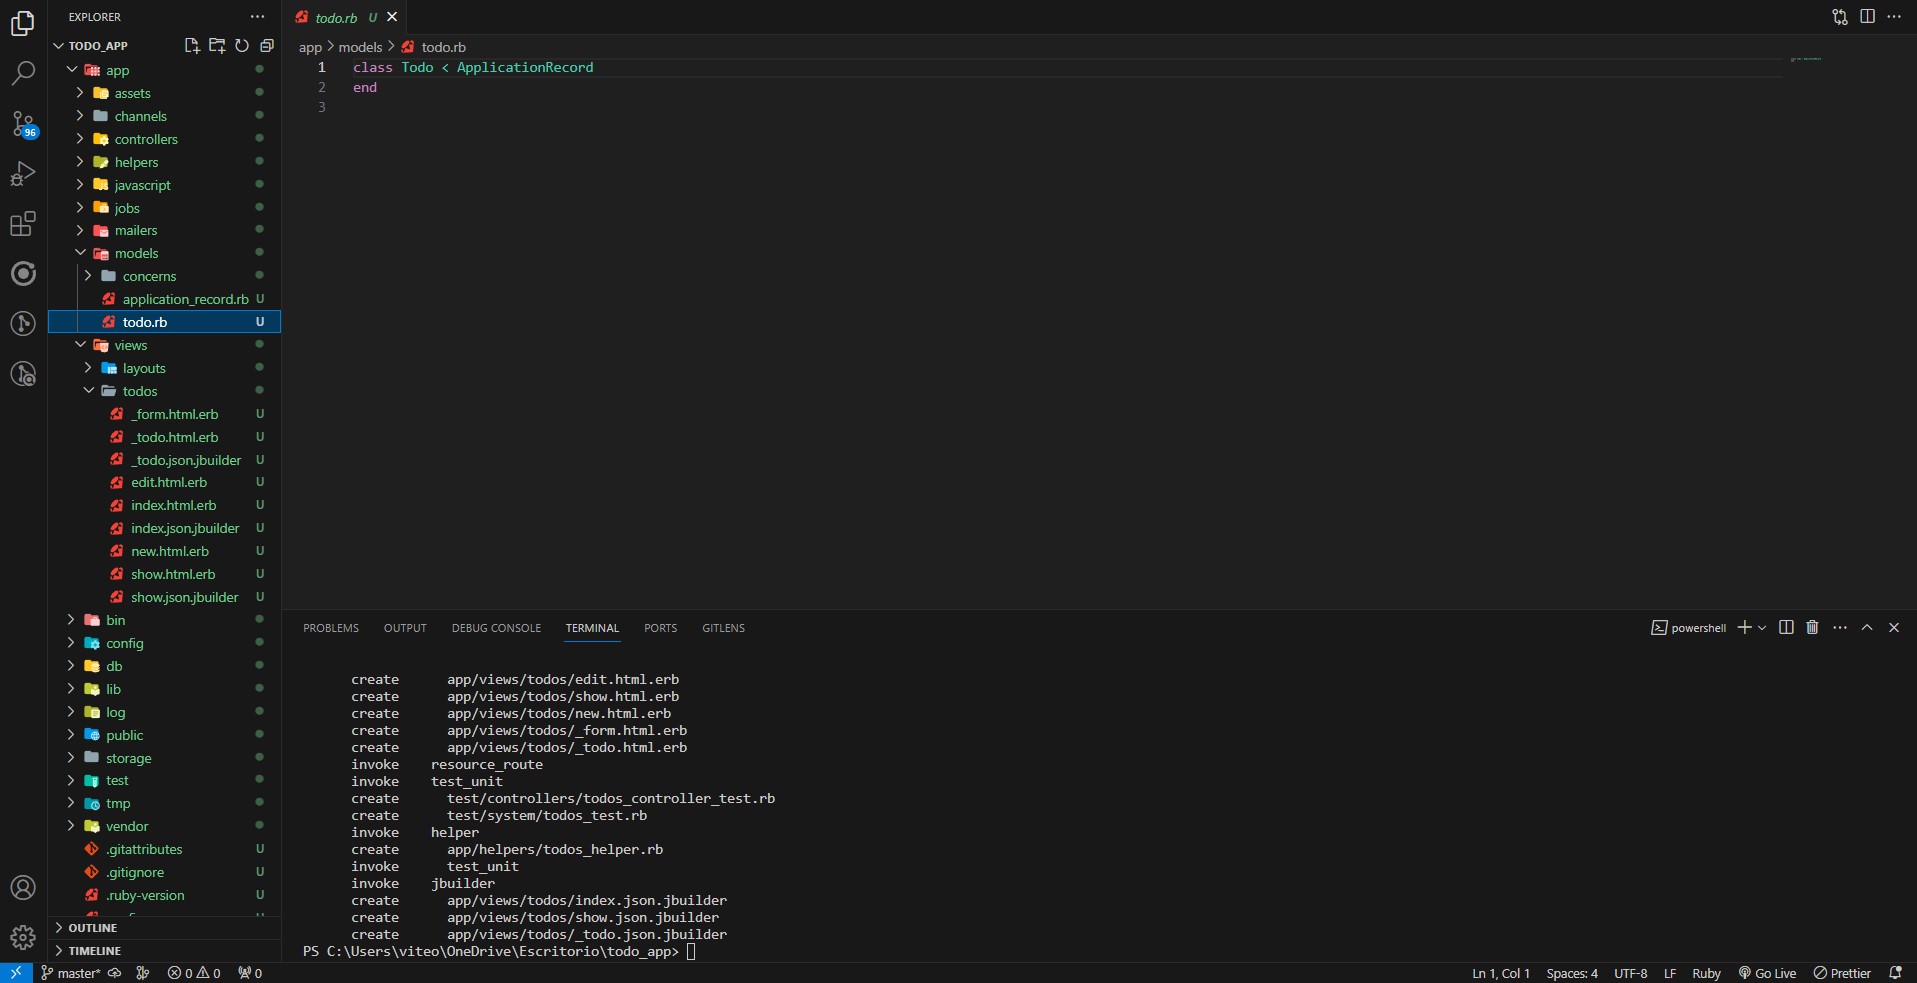 EXPLORER
TODO_APP
app
assets
channels
controllers
helpers
javascript
jobs
mailers
models
concerns
application_record.rb U
todo.rb U
views
layouts
todos
_form.html.erb U
_todo.html.erb U
_todo.json.jbuilder U
edit.html.erb U
index.html.erb U
index.json.jbuilder U
new.html.erb U
show.html.erb U
show.json.jbuilder U
bin
config
db
lib
log
public
storage
test
tmp
vendor
.gitattributes U
.gitignore U
.ruby-version U
OUTLINE
TIMELINE
96
todo.rb U
app > models > todo.rb
1 class Todo < ApplicationRecord
2 end
3
PROBLEMS OUTPUT DEBUG CONSOLE TERMINAL PORTS GITLENS
powershell
create app/views/todos/edit.html.erb
create app/views/todos/show.html.erb
create app/views/todos/new.html.erb
create app/views/todos/_form.html.erb
create app/views/todos/_todo.html.erb
invoke resource_route
invoke test_unit
create test/controllers/todos_controller_test.rb
create test/system/todos_test.rb
invoke helper
create app/helpers/todos_helper.rb
invoke test_unit
invoke jbuilder
create app/views/todos/index.json.jbuilder
create app/views/todos/show.json.jbuilder
create app/views/todos/_todo.json.jbuilder
PS C:\Users\viteo\OneDrive\Escritorio\todo_app>
master* 0 0 0
Ln 1, Col 1 Spaces: 4 UTF-8 LF Ruby Go Live Prettier